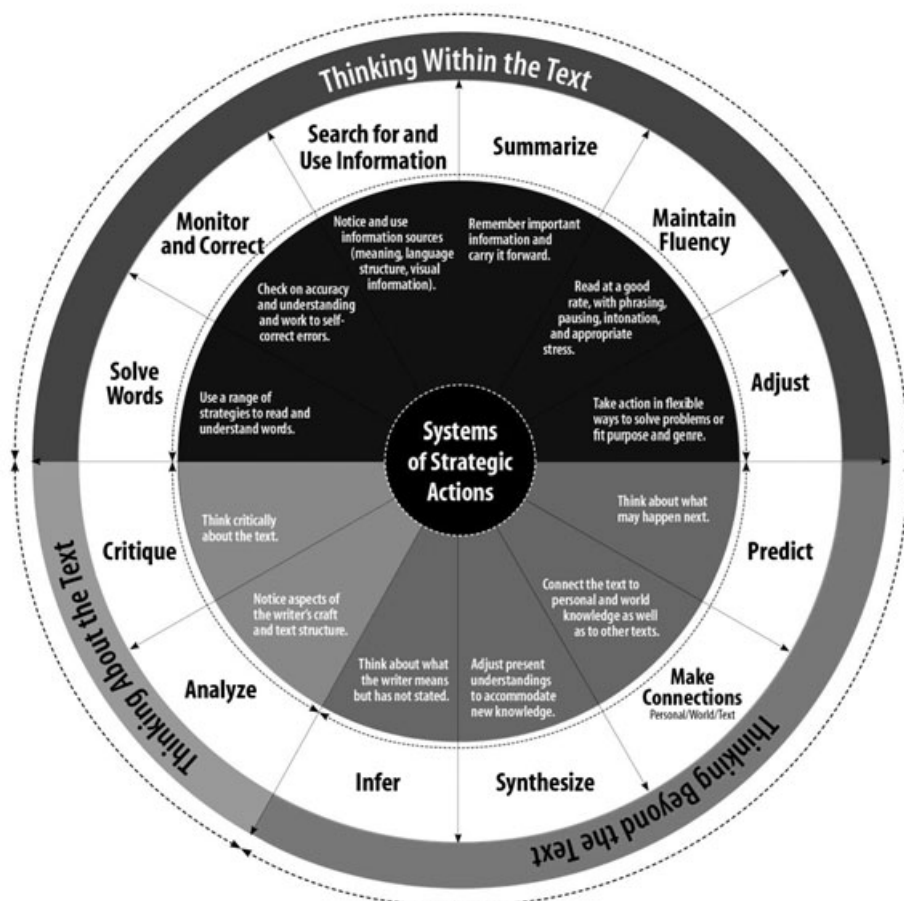 Thinking Within the Text
Search for and
Use Information
Summarize
Monitor
and Correct
Maintain
Fluency
Solve
Words
Adjust
Notice and use
information sources
(meaning, language
structure, visual
information).
Remember important
information and
carry it forward.
Check on accuracy
and understanding
and work to self-
correct errors.
Read at a good
rate, with phrasing,
pausing, intonation,
and appropriate
stress.
Use a range of
strategies to read and
understand words.
Take action in flexible
ways to solve problems or
fit purpose and genre.
Systems
of Strategic
Actions
Think critically
about the text.
Think about what
may happen next.
Critique
Predict
Notice aspects of
the writer's craft
and text structure.
Connect the text to
personal and world
knowledge as well
as to other texts.
Think about what
the writer means
but has not stated.
Adjust present
understandings
to accommodate
new knowledge.
Analyze
Make
Connections
Personal/World/Text
Infer
Synthesize
Thinking About the Text
Thinking Beyond the Text